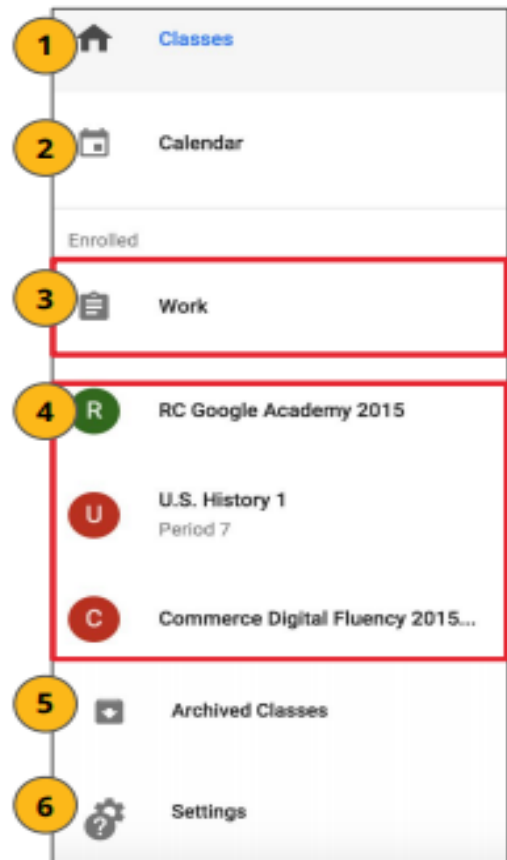 1 Classes
2 Calendar
Enrolled
3 Work
4 R RC Google Academy 2015
U U.S. History 1
Period 7
C Commerce Digital Fluency 2015...
5 Archived Classes
6 ? Settings